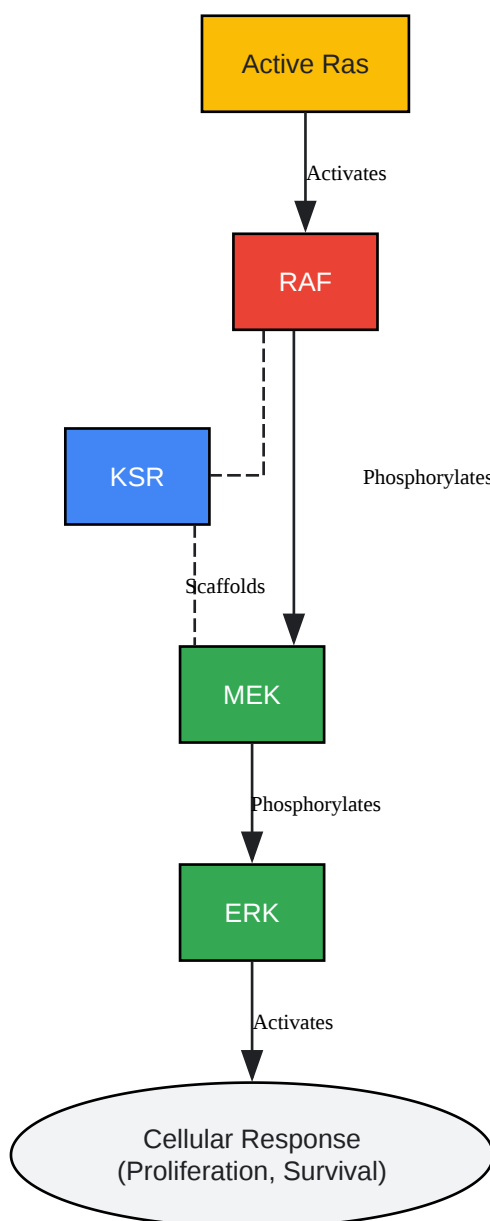 Active Ras
Activates
RAF
KSR
Phosphorylates
Scaffolds
MEK
Phosphorylates
ERK
Activates
Cellular Response
(Proliferation, Survival)